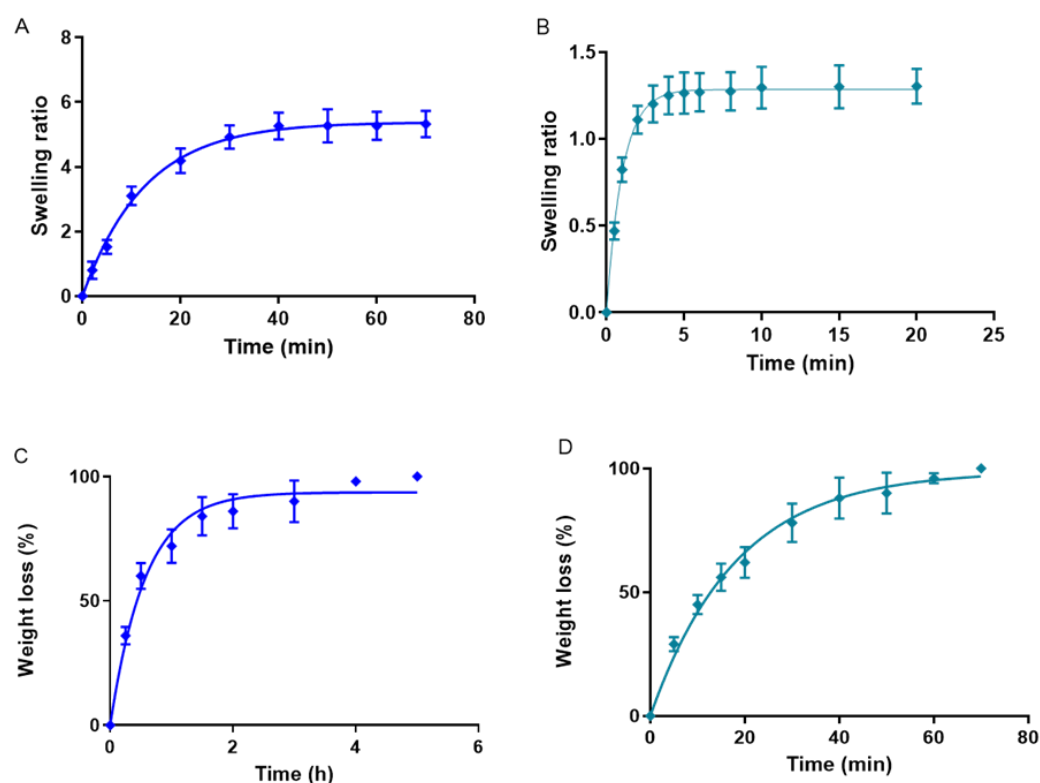 A
8
6
4
2
0
Swelling ratio
0 20 40 60 80
Time (min)
B
1.5
1.0
0.5
0.0
Swelling ratio
0 5 10 15 20 25
Time (min)
C
100
50
0
Weight loss (%)
0 2 4 6
Time (h)
D
100
50
0
Weight loss (%)
0 20 40 60 80
Time (min)